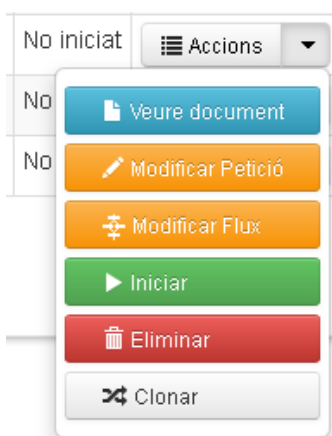 No iniciat Accions
No
Veure document
No
Modificar Petició
Modificar Flux
Iniciar
Eliminar
Clonar